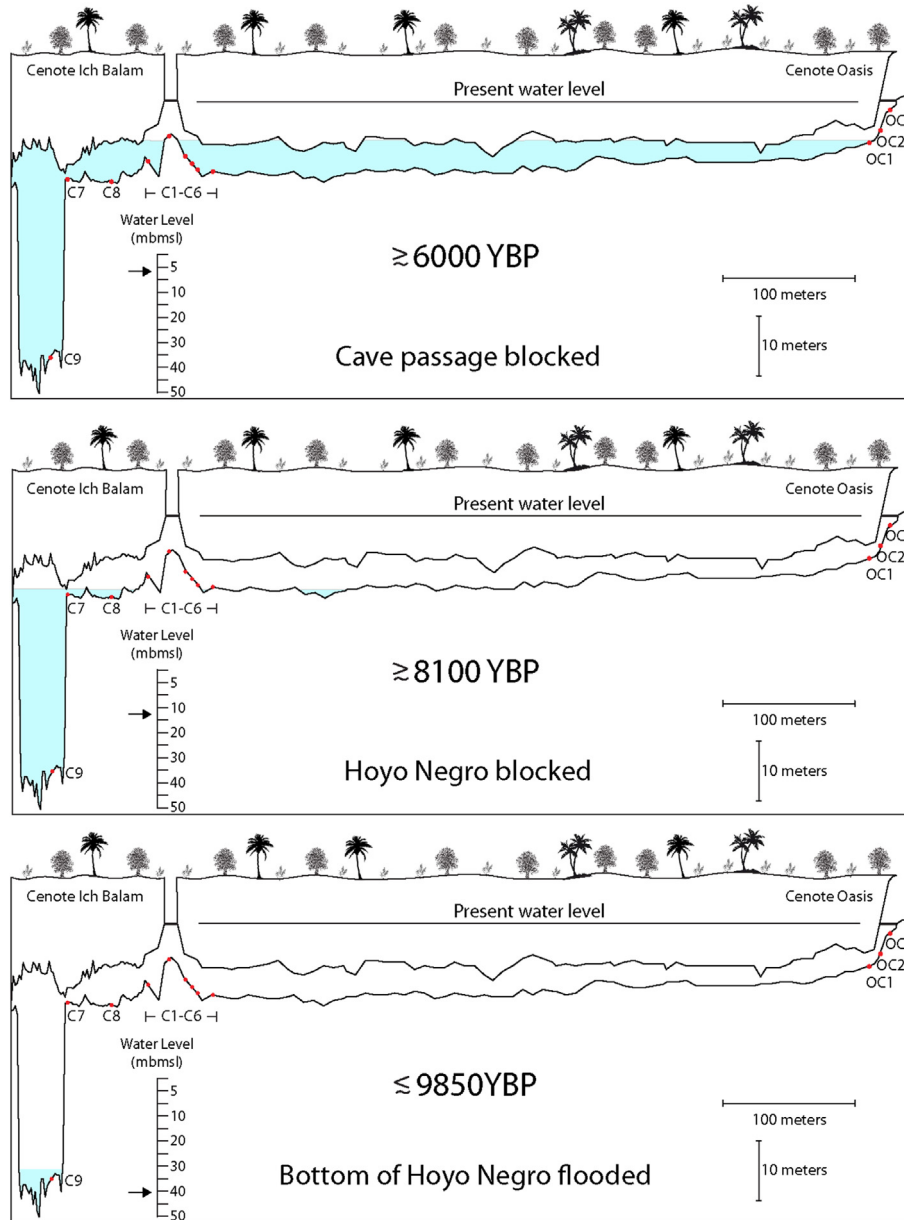 Cenote Ich Balam
Cenote Oasis
Present water level
OC
OC2
OC1
C7
C8
C1-C6
Water Level
(mbmsl)
5
10
20
30
40
50
C9
≳6000 YBP
100 meters
10 meters
Cave passage blocked
Cenote Ich Balam
Cenote Oasis
Present water level
OC
OC2
OC1
C7
C8
C1-C6
Water Level
(mbmsl)
5
10
20
30
40
50
C9
≳8100 YBP
100 meters
10 meters
Hoyo Negro blocked
Cenote Ich Balam
Cenote Oasis
Present water level
OC
OC2
OC1
C7
C8
C1-C6
Water Level
(mbmsl)
5
10
20
30
40
50
C9
≲9850YBP
100 meters
10 meters
Bottom of Hoyo Negro flooded